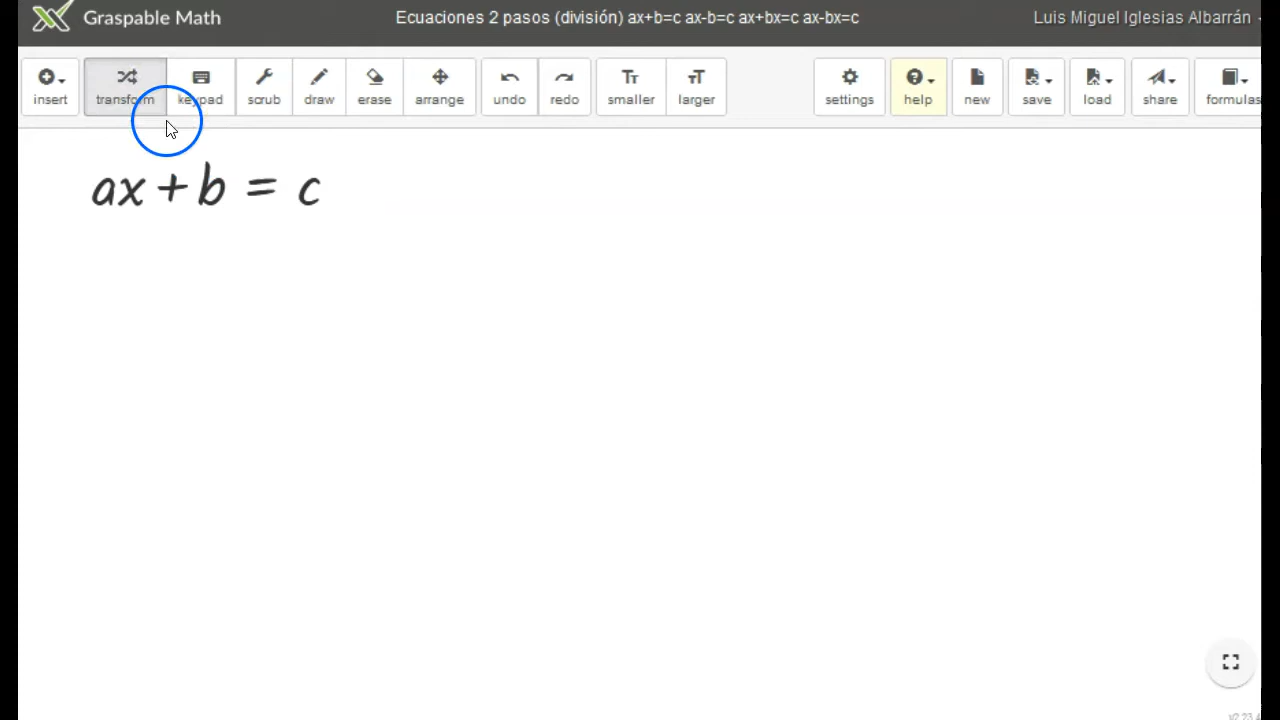 Graspable Math Ecuaciones 2 pasos (división) ax+b=c ax-b=c ax+bx=c ax-bx=c Luis Miguel Iglesias Albarrán
insert transform keypad scrub draw erase arrange undo redo smaller larger settings help new save load share formulas
ax + b = c